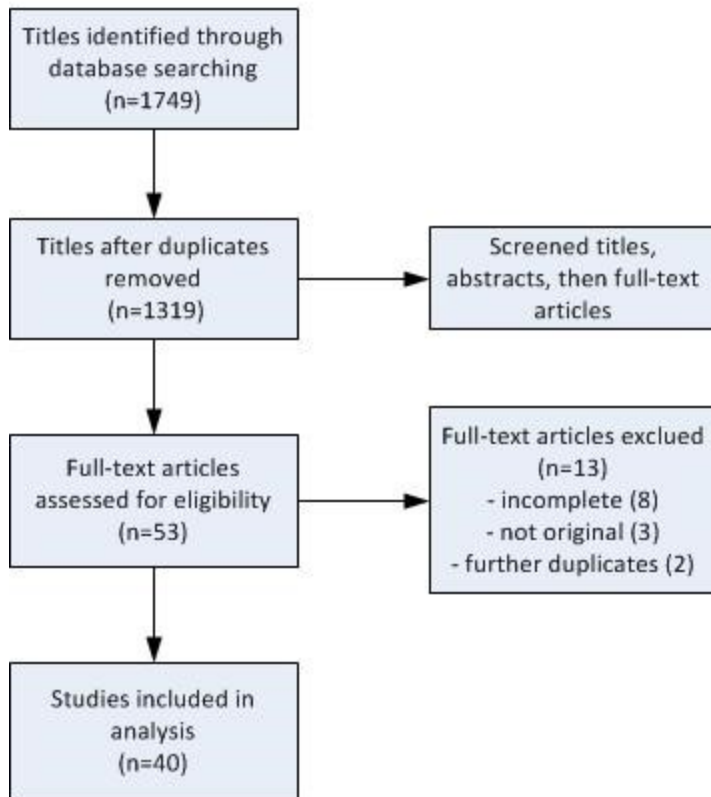 Titles identified through
database searching
(n=1749)
Titles after duplicates
removed
(n=1319)
Screened titles,
abstracts, then full-text
articles
Full-text articles
assessed for eligibility
(n=53)
Full-text articles exclued
(n=13)
- incomplete (8)
- not original (3)
- further duplicates (2)
Studies included in
analysis
(n=40)